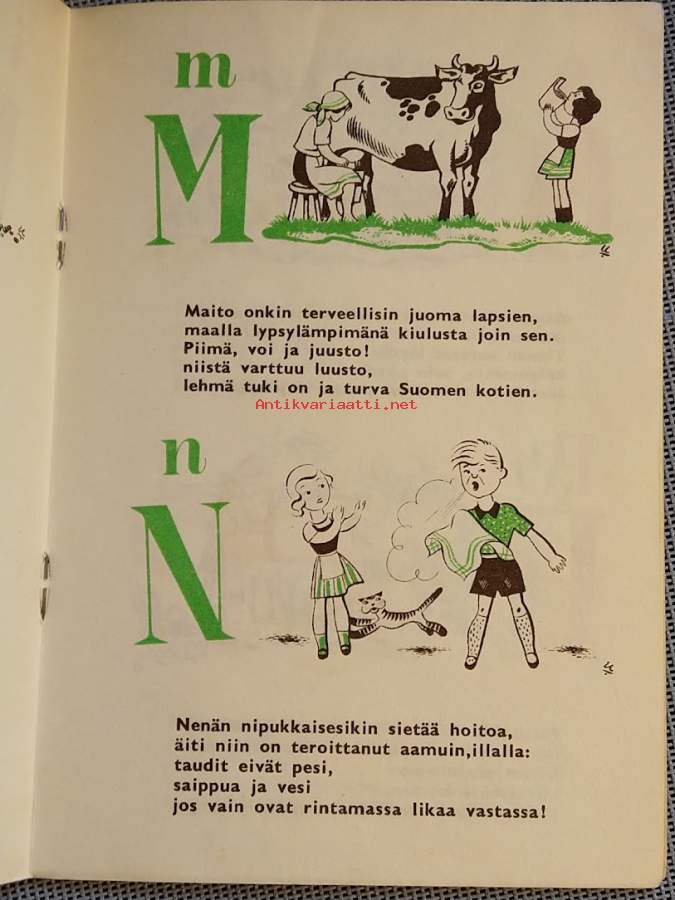 m
M
Maito onkin terveellisin juoma lapsien,
maalla lypsylämpimänä kiulusta join sen.
Piimä, voi ja juusto!
niistä varttuu luusto,
lehmä tuki on ja turva Suomen kotien.
Antikvariaatti.net
n
N
Nenän nipukkaisesikin sietää hoitoa,
äiti niin on teroittanut aamuin,illalla:
taudit eivät pesi,
saippua ja vesi
jos vain ovat rintamassa likaa vastassa!